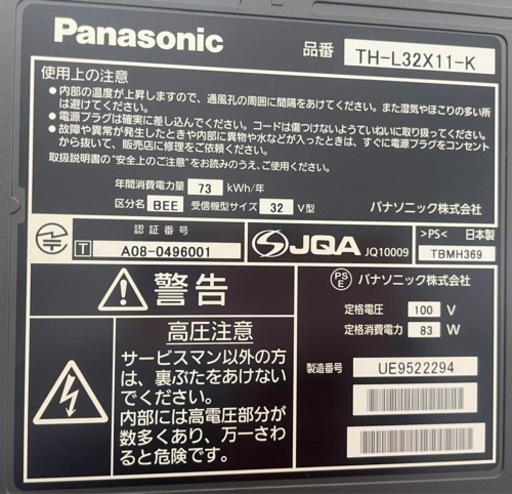 Panasonic
品番 TH-L32X11-K
使用上の注意
●内部の温度が上昇しますので、通風孔の周囲に間隔をあけてください。また湿気やほこりの多い所
は避けてください。
●電源プラグは確実に差し込んでください。コードは傷つけないようていねいに取り扱ってください。
●故障や異常が発生したときや内部に異物や水などが入ったときは、すぐに電源プラグをコンセント
から抜いて、販売店に修理をご依頼ください。
取扱説明書の“安全上のご注意”をお読みのうえ、ご使用ください。
年間消費電力量 73 kWh/年
区分名 BEE 受信機型サイズ 32 V型
パナソニック株式会社
認証番号
T A08-0496001
JQA JQ10009
>PS< 日本製
TBMH369
警告
高圧注意
サービスマン以外の方
は、裏ぶたをあけない
でください。
内部には高電圧部分が
数多くあり、万一さわ
ると危険です。
PSE パナソニック株式会社
定格電圧 100 V
定格消費電力 83 W
製造番号 UE9522294